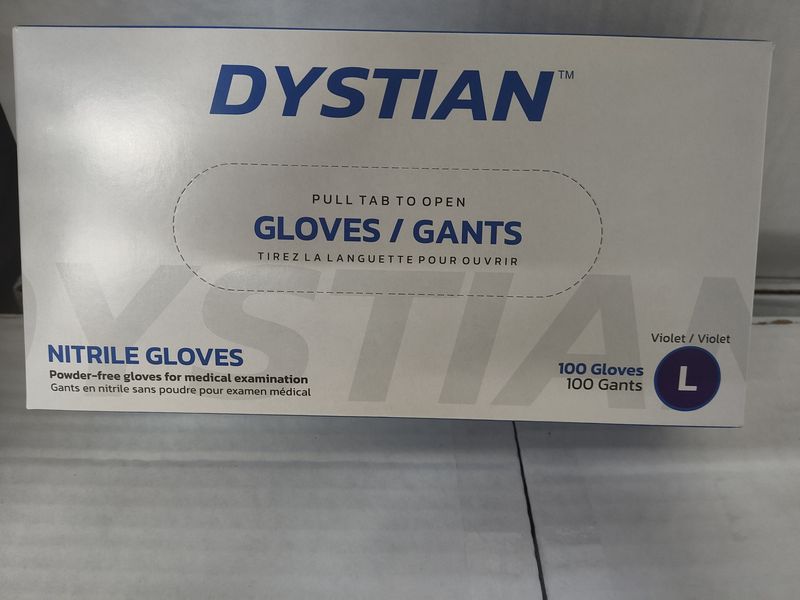 DYSTIAN™
PULL TAB TO OPEN
GLOVES / GANTS
TIREZ LA LANGUETTE POUR OUVRIR
DYSTIAN
NITRILE GLOVES
Powder-free gloves for medical examination
Gants en nitrile sans poudre pour examen médical
Violet / Violet
100 Gloves
100 Gants
L